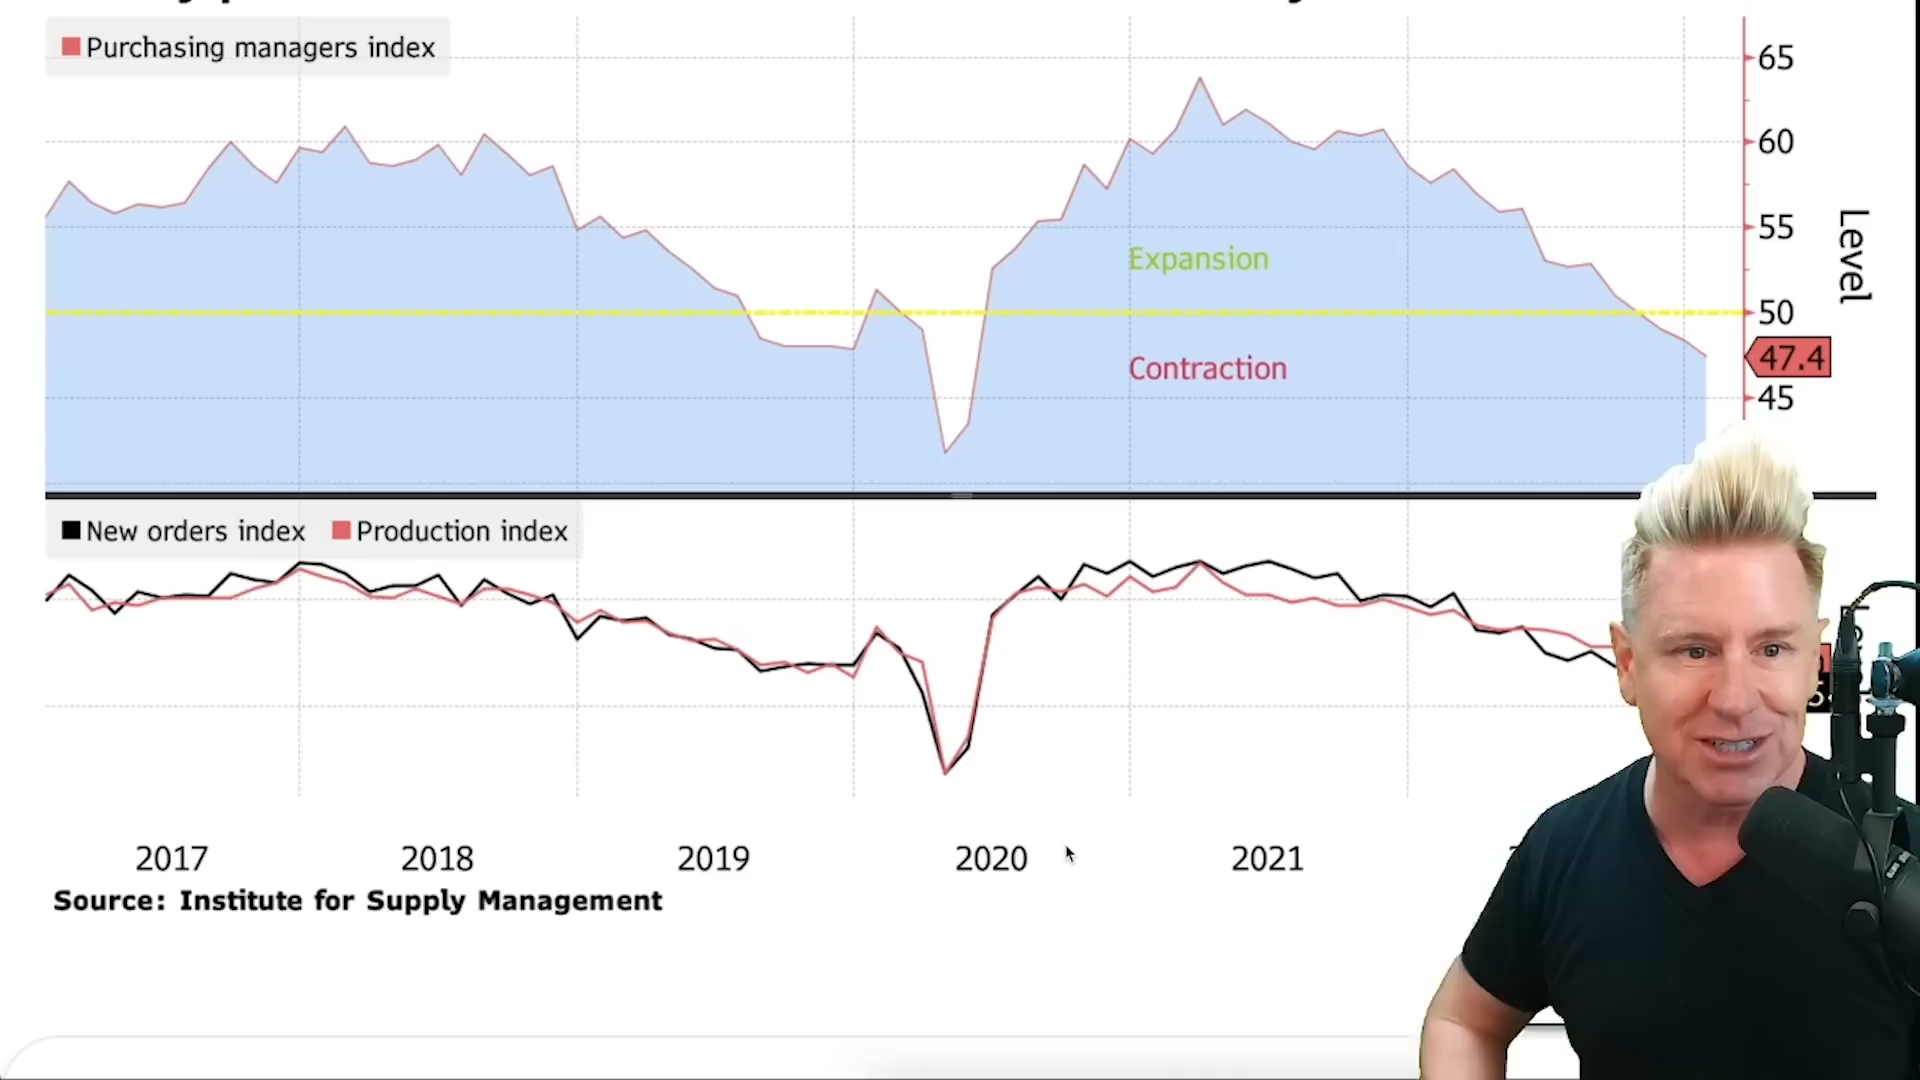 Purchasing managers index
65
60
55
Expansion
50
Contraction
47.4
45
Level
New orders index Production index
2017 2018 2019 2020 2021
Source: Institute for Supply Management